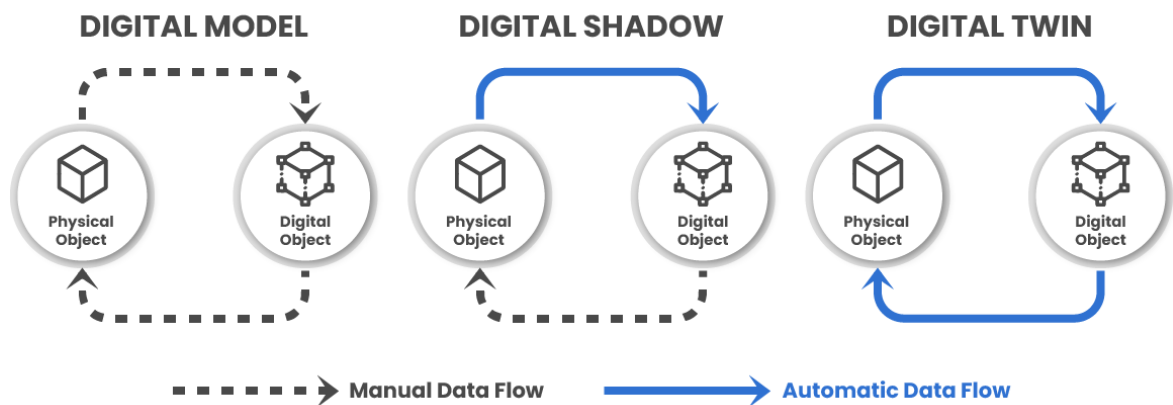 DIGITAL MODEL
DIGITAL SHADOW
DIGITAL TWIN
Physical
Object
Digital
Object
Physical
Object
Digital
Object
Physical
Object
Digital
Object
Manual Data Flow
Automatic Data Flow